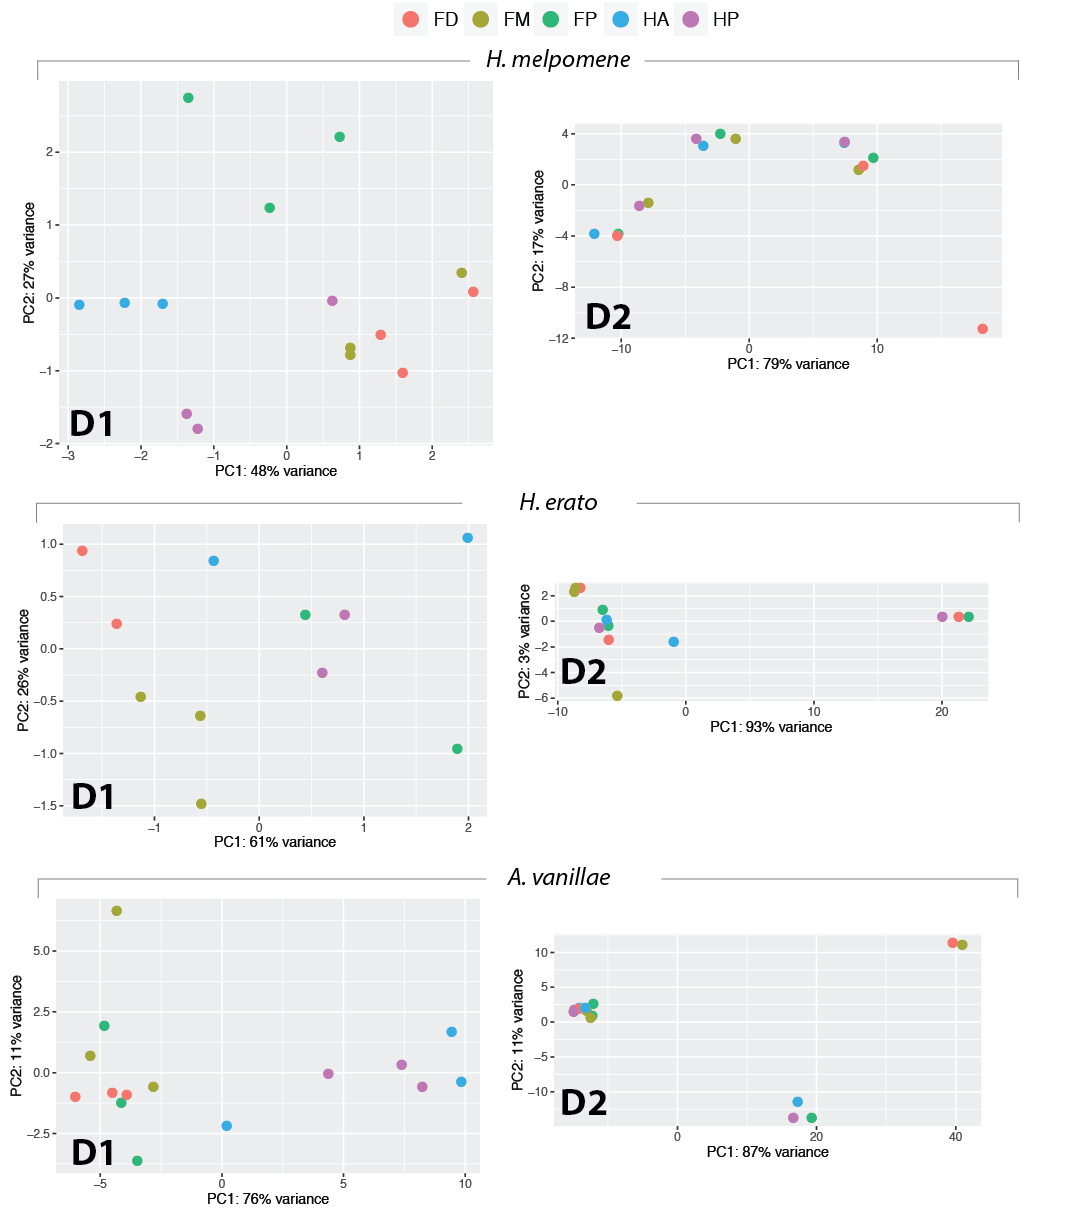 FD FM FP HA HP
H. melpomene
PC2: 27% variance
2
1
0
−1
−2
D1
−3 −2 −1 0 1 2
PC1: 48% variance
PC2: 17% variance
4
0
−4
−8
−12
D2
−10 0 10
PC1: 79% variance
H. erato
PC2: 26% variance
1.0
0.5
0.0
−0.5
−1.0
−1.5
D1
−1 0 1 2
PC1: 61% variance
PC2: 3% variance
2
0
−2
−4
−6
D2
−10 0 10 20
PC1: 93% variance
A. vanillae
PC2: 11% variance
5.0
2.5
0.0
−2.5
D1
−5 0 5 10
PC1: 76% variance
PC2: 11% variance
10
5
0
−5
−10
D2
0 20 40
PC1: 87% variance